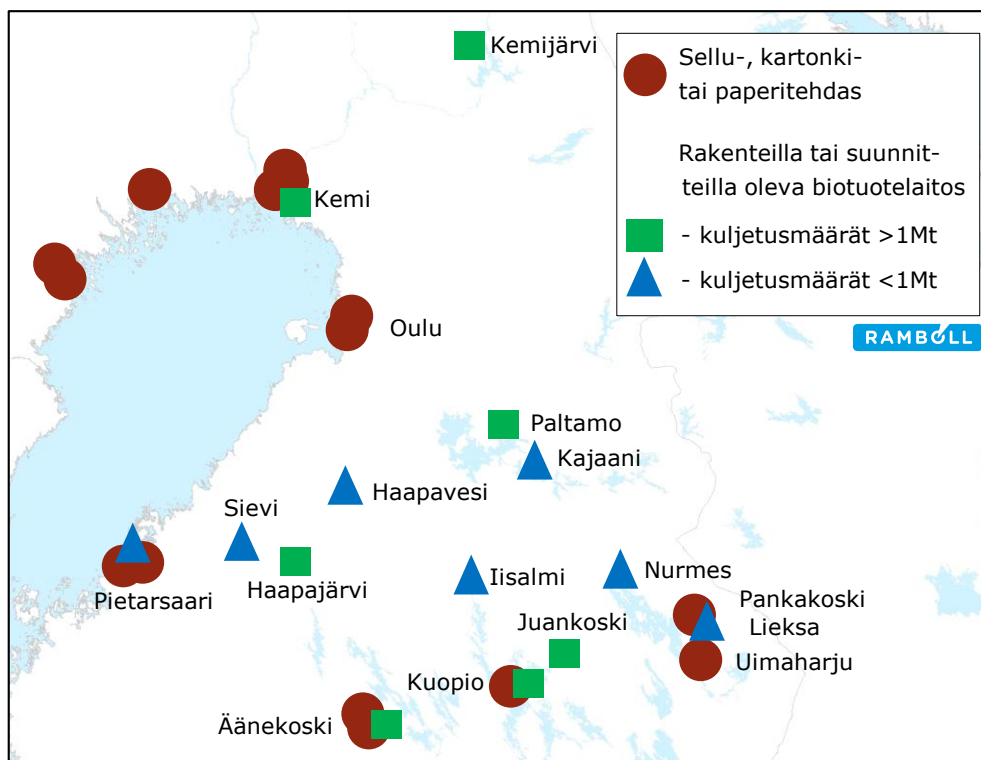 Kemijärvi
Sellu-, kartonki-
tai paperitehdas
Rakenteilla tai suunnit-
teilla oleva biotuotelaitos
- kuljetusmäärät >1Mt
- kuljetusmäärät <1Mt
RAMBOLL
Kemi
Oulu
Paltamo
Kajaani
Haapavesi
Sievi
Pietarsaari
Haapajärvi
Iisalmi
Nurmes
Pankakoski
Lieksa
Uimaharju
Juankoski
Kuopio
Äänekoski